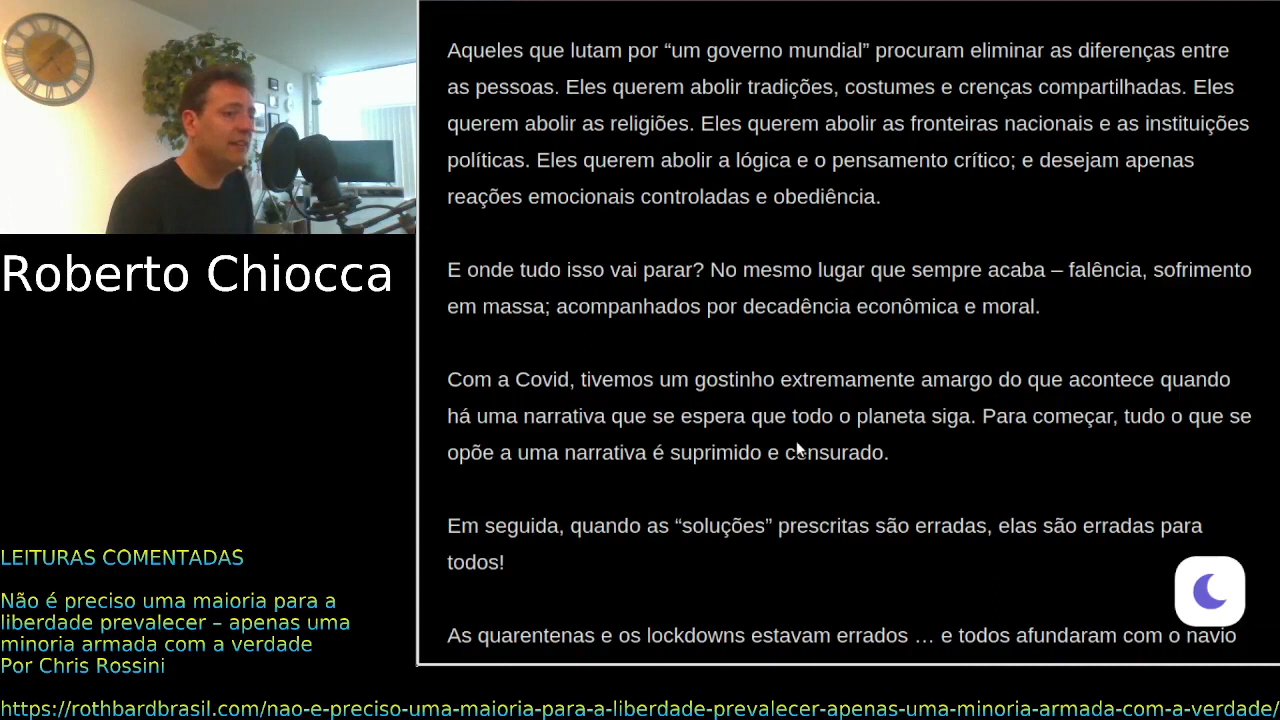 Aqueles que lutam por “um governo mundial” procuram eliminar as diferenças entre
as pessoas. Eles querem abolir tradições, costumes e crenças compartilhadas. Eles
querem abolir as religiões. Eles querem abolir as fronteiras nacionais e as instituições
políticas. Eles querem abolir a lógica e o pensamento crítico; e desejam apenas
reações emocionais controladas e obediência.
E onde tudo isso vai parar? No mesmo lugar que sempre acaba – falência, sofrimento
em massa; acompanhados por decadência econômica e moral.
Com a Covid, tivemos um gostinho extremamente amargo do que acontece quando
há uma narrativa que se espera que todo o planeta siga. Para começar, tudo o que se
opõe a uma narrativa é suprimido e censurado.
Em seguida, quando as “soluções” prescritas são erradas, elas são erradas para
todos!
As quarentenas e os lockdowns estavam errados … e todos afundaram com o navio
Roberto Chiocca
LEITURAS COMENTADAS
Não é preciso uma maioria para a
liberdade prevalecer – apenas uma
minoria armada com a verdade
Por Chris Rossini
https://rothbardbrasil.com/nao-e-preciso-uma-maioria-para-a-liberdade-prevalecer-apenas-uma-minoria-armada-com-a-verdade/